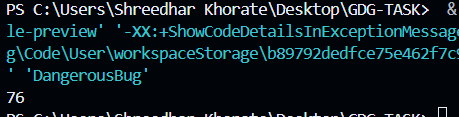 PS C:\Users\Shreedhar Khorate\Desktop\GDG-TASK> &
le-preview' '-XX:+ShowCodeDetailsInExceptionMessag
g\Code\User\workspaceStorage\b89792dedfce75e462f7c9
' 'DangerousBug'
76
PS C:\Users\Shreedhar Khorate\Desktop\GDG-TASK>